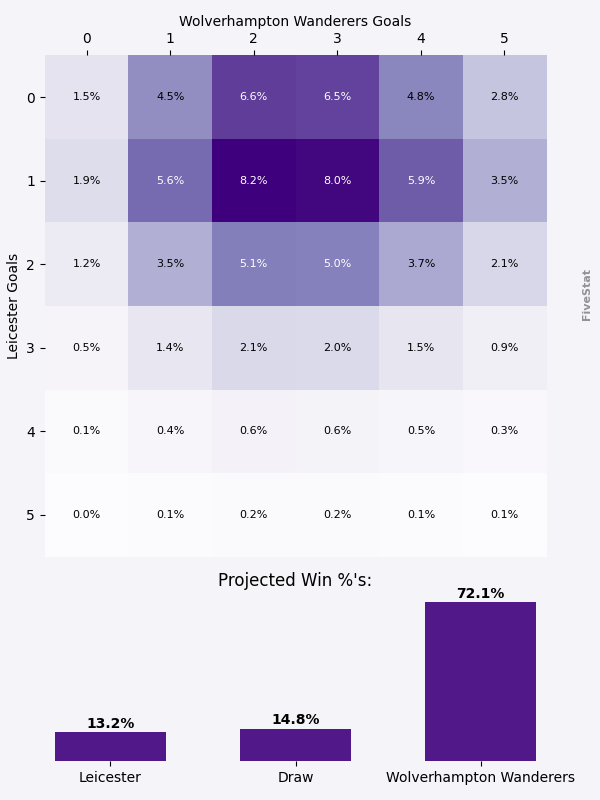 Wolverhampton Wanderers Goals
0 1 2 3 4 5
0 1.5% 4.5% 6.6% 6.5% 4.8% 2.8%
1 1.9% 5.6% 8.2% 8.0% 5.9% 3.5%
2 1.2% 3.5% 5.1% 5.0% 3.7% 2.1%
3 0.5% 1.4% 2.1% 2.0% 1.5% 0.9%
4 0.1% 0.4% 0.6% 0.6% 0.5% 0.3%
5 0.0% 0.1% 0.2% 0.2% 0.1% 0.1%
Leicester Goals
FiveStat
Projected Win %'s:
13.2% 14.8% 72.1%
Leicester Draw Wolverhampton Wanderers